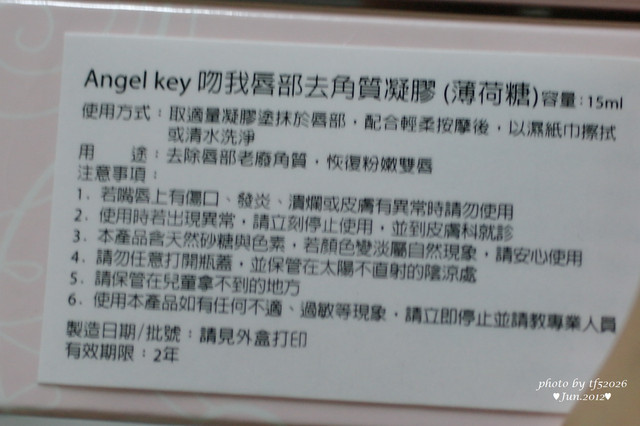 Angel key 吻我唇部去角質凝膠 (薄荷糖)容量:15ml
使用方式：取適量凝膠塗抹於唇部，配合輕柔按摩後，以濕紙巾擦拭
或清水洗淨
用　途：去除唇部老廢角質，恢復粉嫩雙唇
注意事項：
1．若嘴唇上有傷口、發炎、潰爛或皮膚有異常時請勿使用
2．使用時若出現異常，請立刻停止使用，並到皮膚科就診
3．本產品含天然砂糖與色素，若顏色變淡屬自然現象，請安心使用
4．請勿任意打開瓶蓋，並保管在太陽不直射的陰涼處
5．請保管在兒童拿不到的地方
6．使用本產品如有任何不適、過敏等現象，請立即停止並請教專業人員
製造日期/批號：請見外盒打印
有效期限：2年
photo by tf52026
♥Jun.2012♥